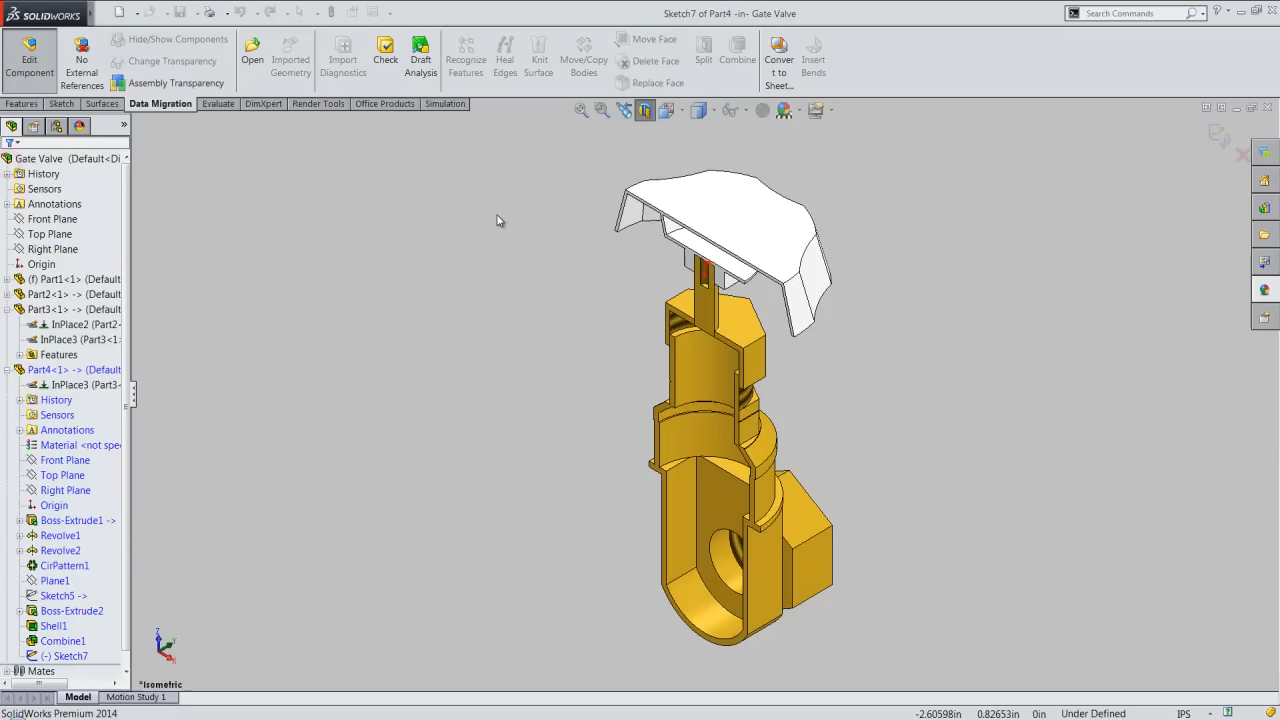 SOLIDWORKS
Sketch7 of Part4 -in- Gate Valve
Search Commands
Edit Component
No External References
Hide/Show Components
Change Transparency
Assembly Transparency
Open
Imported Geometry
Import Diagnostics
Check
Draft Analysis
Recognize Features
Heal Edges
Knit Surface
Move/Copy Bodies
Move Face
Delete Face
Replace Face
Split
Combine
Convert to Sheet...
Insert Bends
Features
Sketch
Surfaces
Data Migration
Evaluate
DimXpert
Render Tools
Office Products
Simulation
Gate Valve (Default<Di
History
Sensors
Annotations
Front Plane
Top Plane
Right Plane
Origin
(f) Part1<1> (Default
Part2<1> -> (Default
Part3<1> -> (Default
InPlace2 (Part2-
InPlace3 (Part3<1
Features
Part4<1> -> (Default
InPlace3 (Part3-
History
Sensors
Annotations
Material <not spe
Front Plane
Top Plane
Right Plane
Origin
Boss-Extrude1 ->
Revolve1
Revolve2
CirPattern1
Plane1
Sketch5 ->
Boss-Extrude2
Shell1
Combine1
(-) Sketch7
Mates
Z
Y
X
*Isometric
Model
Motion Study 1
SolidWorks Premium 2014
-2.60598in
0.82653in
0in
Under Defined
IPS